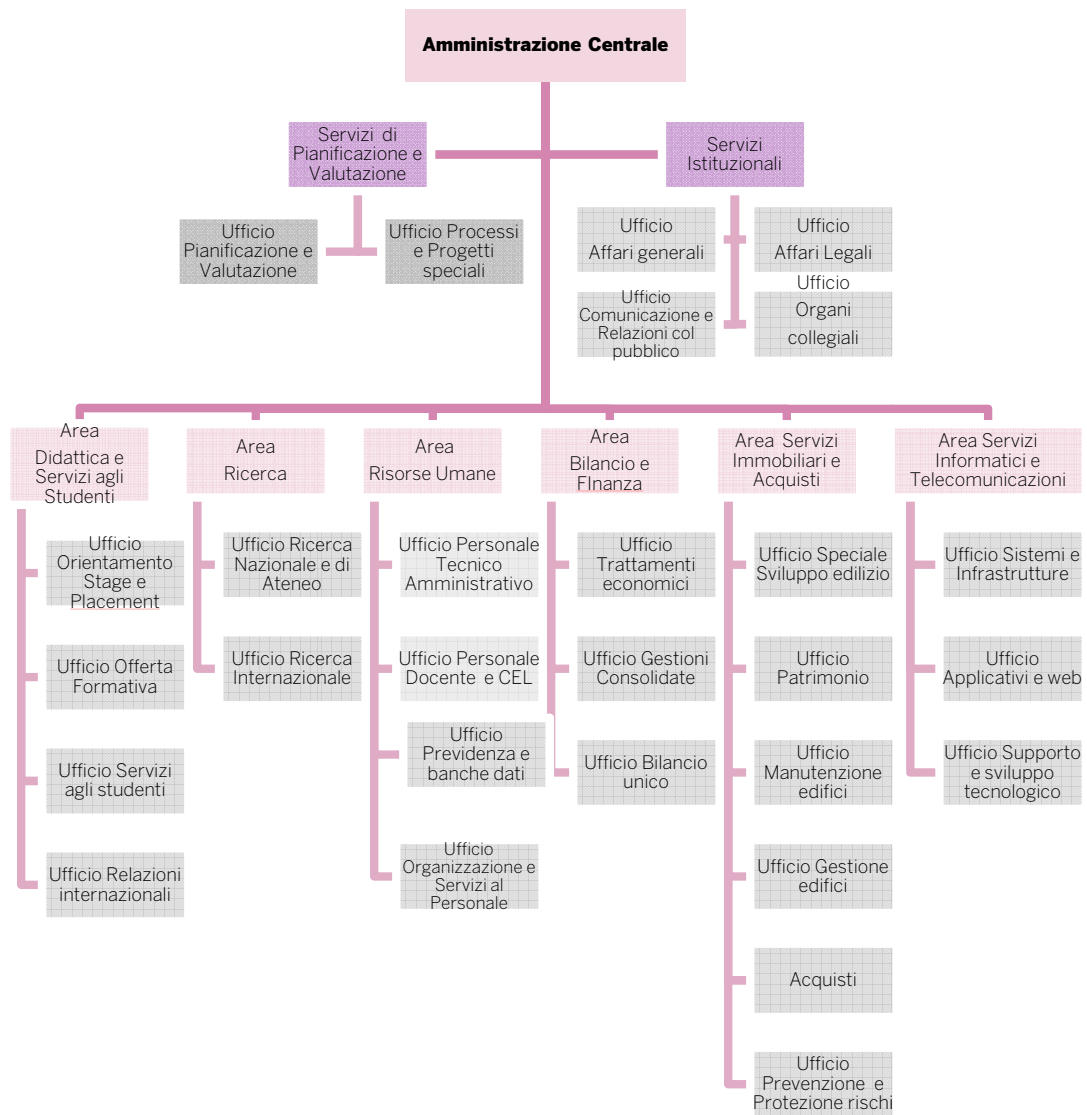 Amministrazione Centrale
Servizi di
Pianificazione e
Valutazione
Servizi
Istituzionali
Ufficio
Pianificazione e
Valutazione
Ufficio Processi
e Progetti
speciali
Ufficio
Affari generali
Ufficio
Affari Legali
Ufficio
Comunicazione e
Relazioni col
pubblico
Ufficio
Organi
collegiali
Area
Didattica e
Servizi agli
Studenti
Area
Ricerca
Area
Risorse Umane
Area
Bilancio e
FInanza
Area Servizi
Immobiliari e
Acquisti
Area Servizi
Informatici e
Telecomunicazioni
Ufficio
Orientamento
Stage e
Placement
Ufficio Offerta
Formativa
Ufficio Servizi
agli studenti
Ufficio Relazioni
internazionali
Ufficio Ricerca
Nazionale e di
Ateneo
Ufficio Ricerca
Internazionale
Ufficio Personale
Tecnico
Amministrativo
Ufficio Personale
Docente e CEL
Ufficio
Previdenza e
banche dati
Ufficio
Organizzazione e
Servizi al
Personale
Ufficio
Trattamenti
economici
Ufficio Gestioni
Consolidate
Ufficio Bilancio
unico
Ufficio Speciale
Sviluppo edilizio
Ufficio
Patrimonio
Ufficio
Manutenzione
edifici
Ufficio Gestione
edifici
Acquisti
Ufficio
Prevenzione e
Protezione rischi
Ufficio Sistemi e
Infrastrutture
Ufficio
Applicativi e web
Ufficio Supporto
e sviluppo
tecnologico